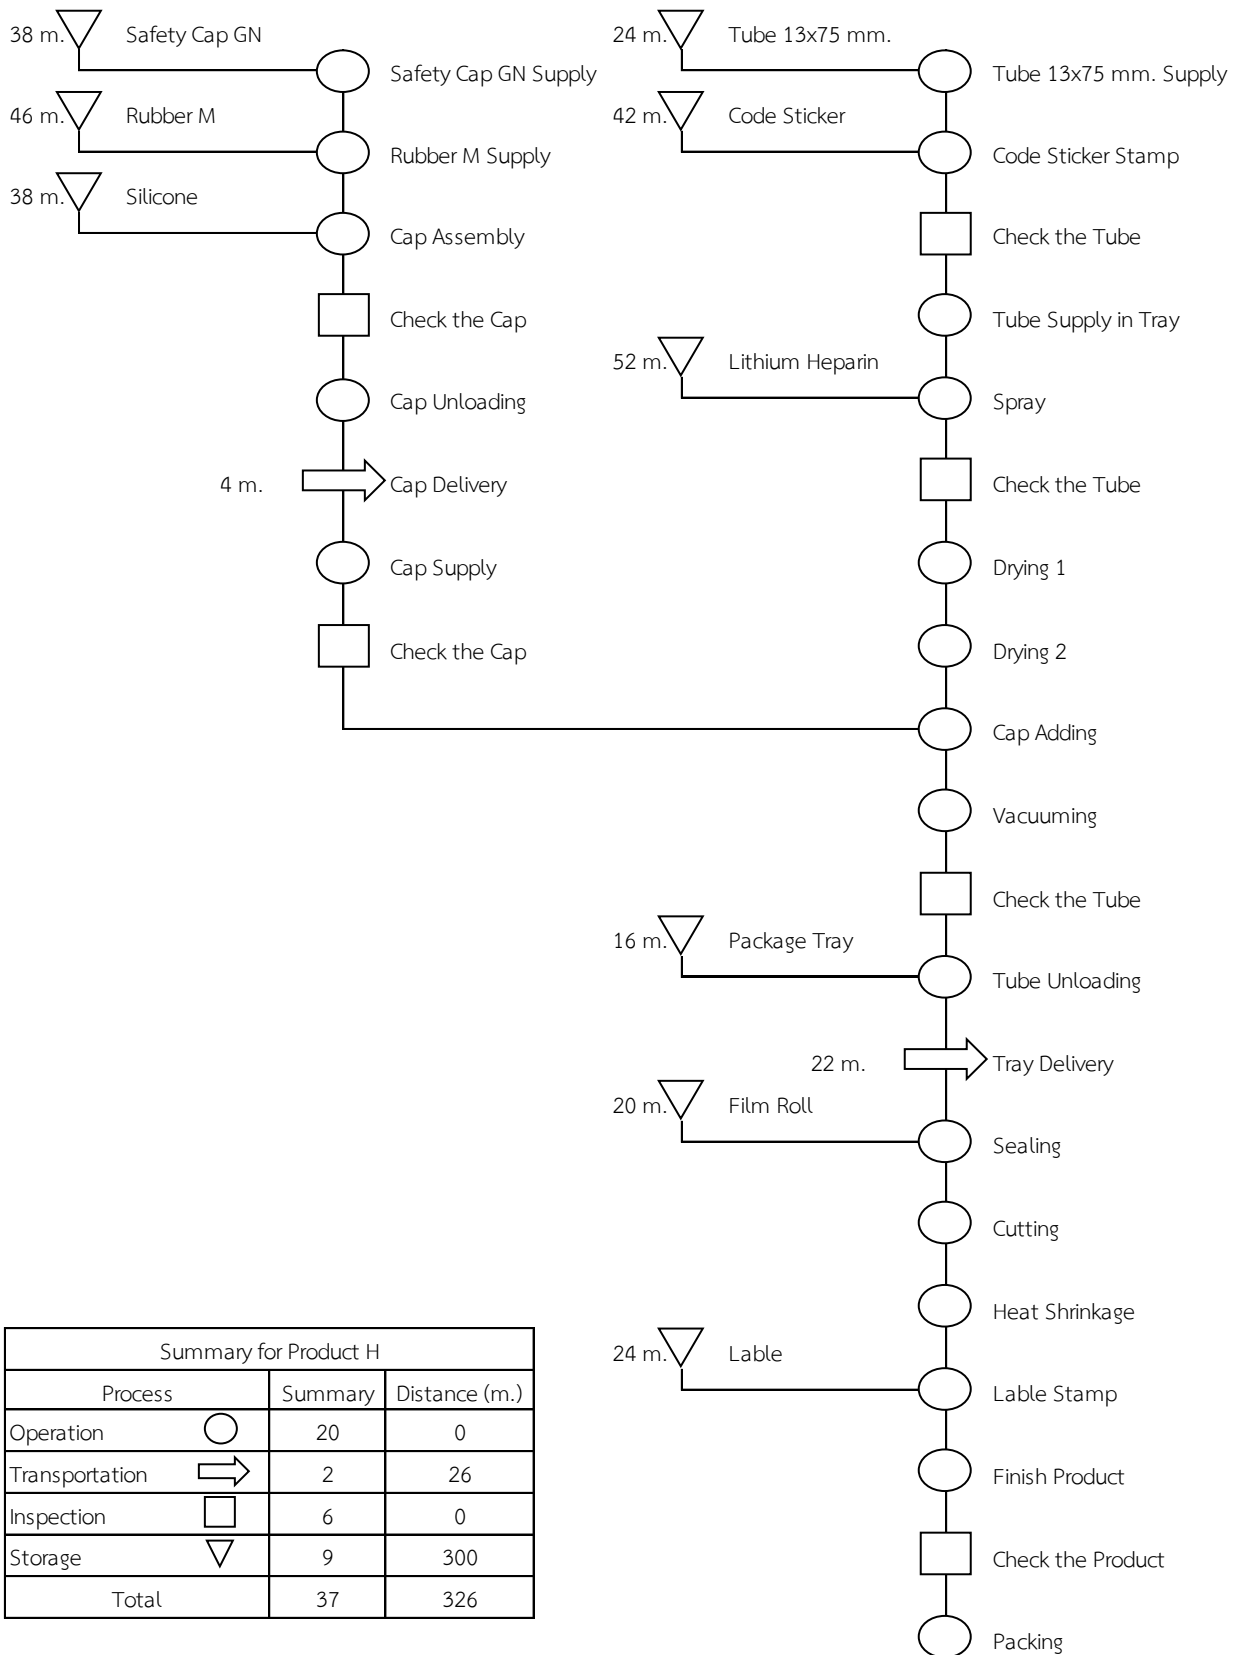 38 m. Safety Cap GN
Safety Cap GN Supply
46 m. Rubber M
Rubber M Supply
38 m. Silicone
Cap Assembly
Check the Cap
Cap Unloading
4 m. Cap Delivery
Cap Supply
Check the Cap
24 m. Tube 13x75 mm.
Tube 13x75 mm. Supply
42 m. Code Sticker
Code Sticker Stamp
Check the Tube
Tube Supply in Tray
52 m. Lithium Heparin
Spray
Check the Tube
Drying 1
Drying 2
Cap Adding
Vacuuming
Check the Tube
16 m. Package Tray
Tube Unloading
22 m. Tray Delivery
20 m. Film Roll
Sealing
Cutting
Heat Shrinkage
24 m. Lable
Lable Stamp
Finish Product
Check the Product
Packing
Summary for Product H
Process Summary Distance (m.)
Operation 20 0
Transportation 2 26
Inspection 6 0
Storage 9 300
Total 37 326